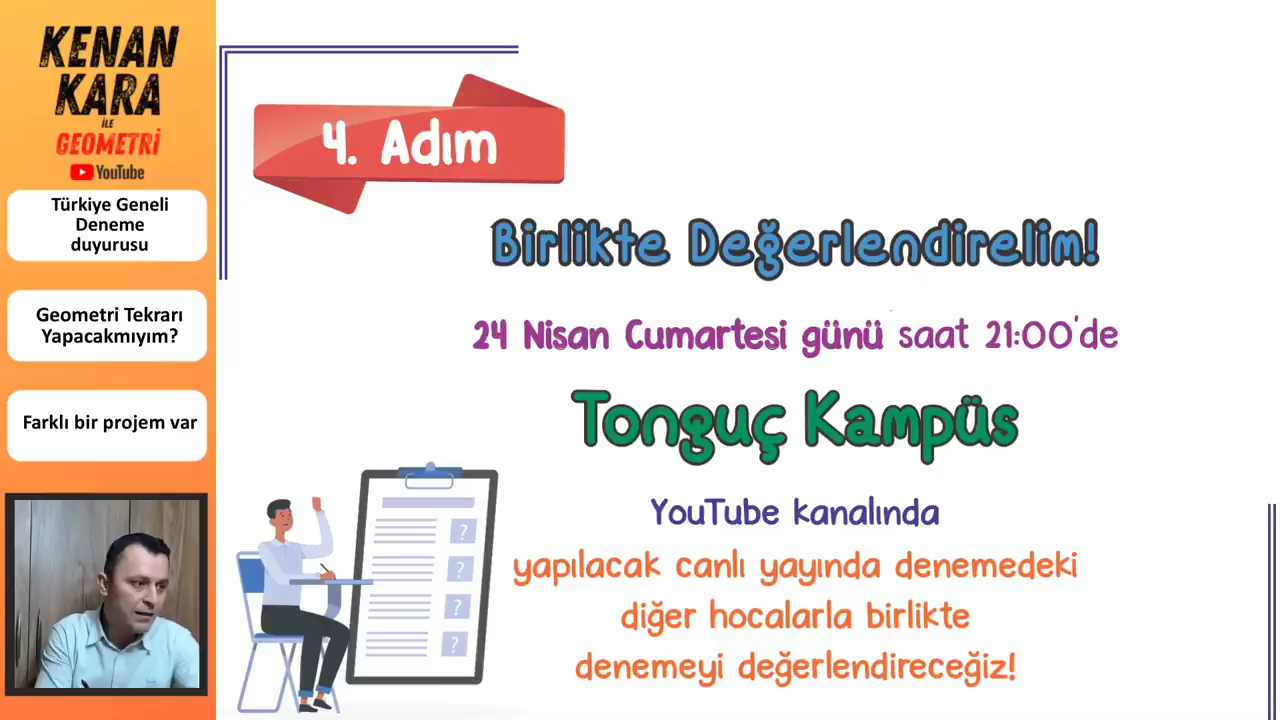 KENAN
KARA
İLE
GEOMETRİ
YouTube
Türkiye Geneli
Deneme
duyurusu
Geometri Tekrarı
Yapacakmıyım?
Farklı bir projem var
4. Adım
Birlikte Değerlendirelim!
24 Nisan Cumartesi günü saat 21:00'de
Tonguç Kampüs
YouTube kanalında
yapılacak canlı yayında denemedeki
diğer hocalarla birlikte
denemeyi değerlendireceğiz!
?
?
?
?